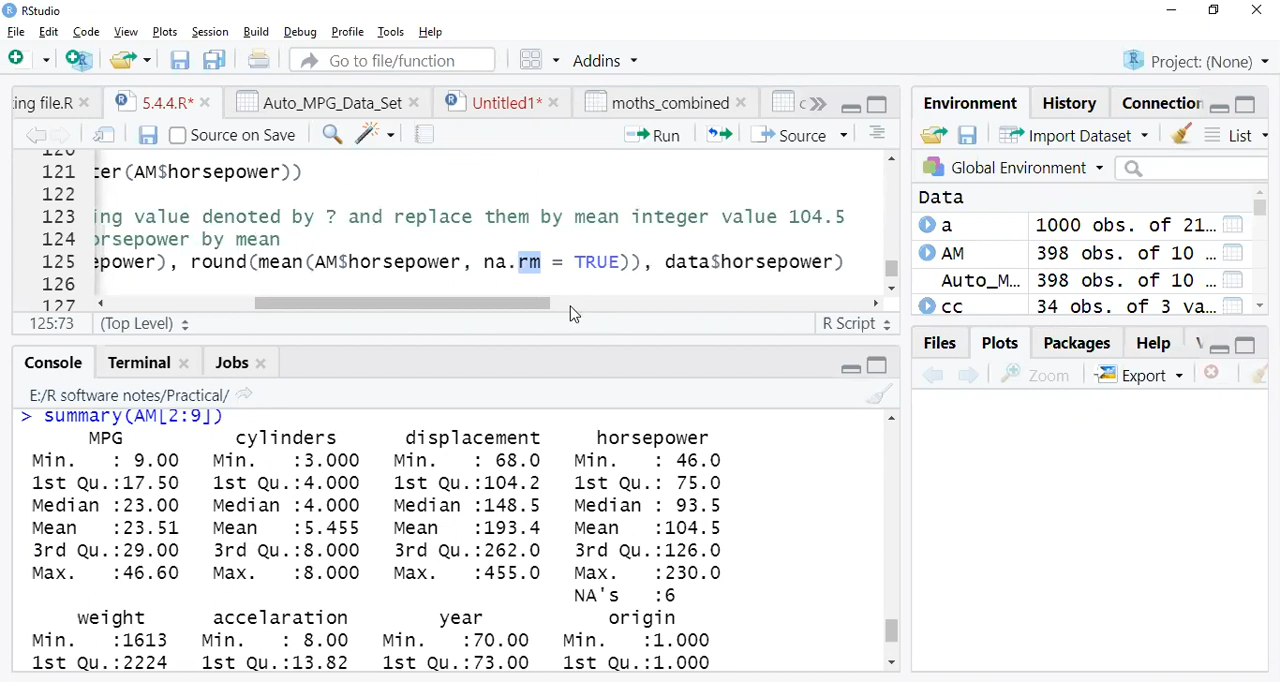 RStudio
File Edit Code View Plots Session Build Debug Profile Tools Help
Go to file/function Addins Project: (None)
ing file.R 5.4.4.R* Auto_MPG_Data_Set Untitled1* moths_combined c
Source on Save Run Source
120
121 ter(AM$horsepower))
122
123 ing value denoted by ? and replace them by mean integer value 104.5
124 orsepower by mean
125 epower), round(mean(AM$horsepower, na.rm = TRUE)), data$horsepower)
126
127
125:73 (Top Level) R Script
Console Terminal Jobs
E:/R software notes/Practical/
> summary(AM[2:9])
MPG cylinders displacement horsepower
Min. : 9.00 Min. :3.000 Min. : 68.0 Min. : 46.0
1st Qu.:17.50 1st Qu.:4.000 1st Qu.:104.2 1st Qu.: 75.0
Median :23.00 Median :4.000 Median :148.5 Median : 93.5
Mean :23.51 Mean :5.455 Mean :193.4 Mean :104.5
3rd Qu.:29.00 3rd Qu.:8.000 3rd Qu.:262.0 3rd Qu.:126.0
Max. :46.60 Max. :8.000 Max. :455.0 Max. :230.0
NA's :6
weight accelaration year origin
Min. :1613 Min. : 8.00 Min. :70.00 Min. :1.000
1st Qu.:2224 1st Qu.:13.82 1st Qu.:73.00 1st Qu.:1.000
Environment History Connection
Import Dataset List
Global Environment
Data
a 1000 obs. of 21...
AM 398 obs. of 10 ...
Auto_M... 398 obs. of 10 ...
cc 34 obs. of 3 va...
Files Plots Packages Help
Zoom Export